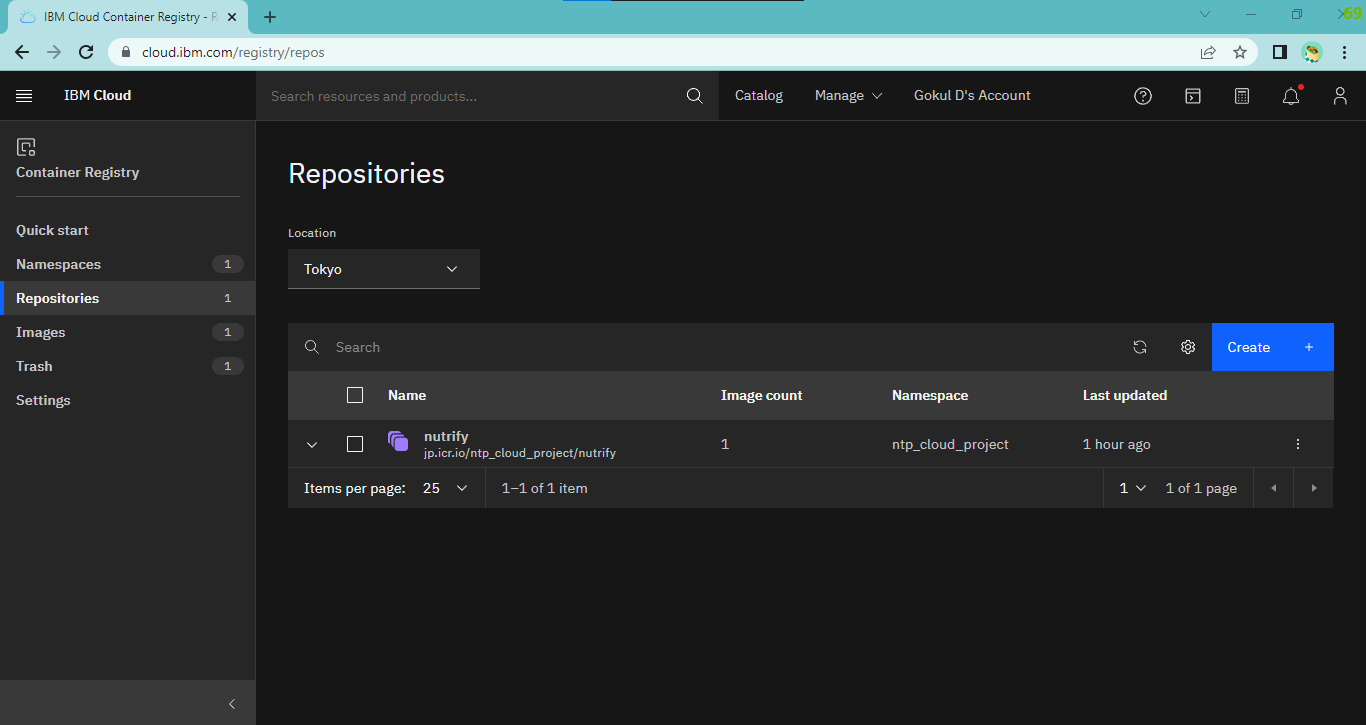 IBM Cloud Container Registry - R
69
cloud.ibm.com/registry/repos
IBM Cloud
Search resources and products...
Catalog
Manage
Gokul D's Account
Container Registry
Quick start
Namespaces 1
Repositories 1
Images 1
Trash 1
Settings
Repositories
Location
Tokyo
Search
Create +
Name Image count Namespace Last updated
nutrify
jp.icr.io/ntp_cloud_project/nutrify
1 ntp_cloud_project 1 hour ago
Items per page: 25 1–1 of 1 item 1 1 of 1 page